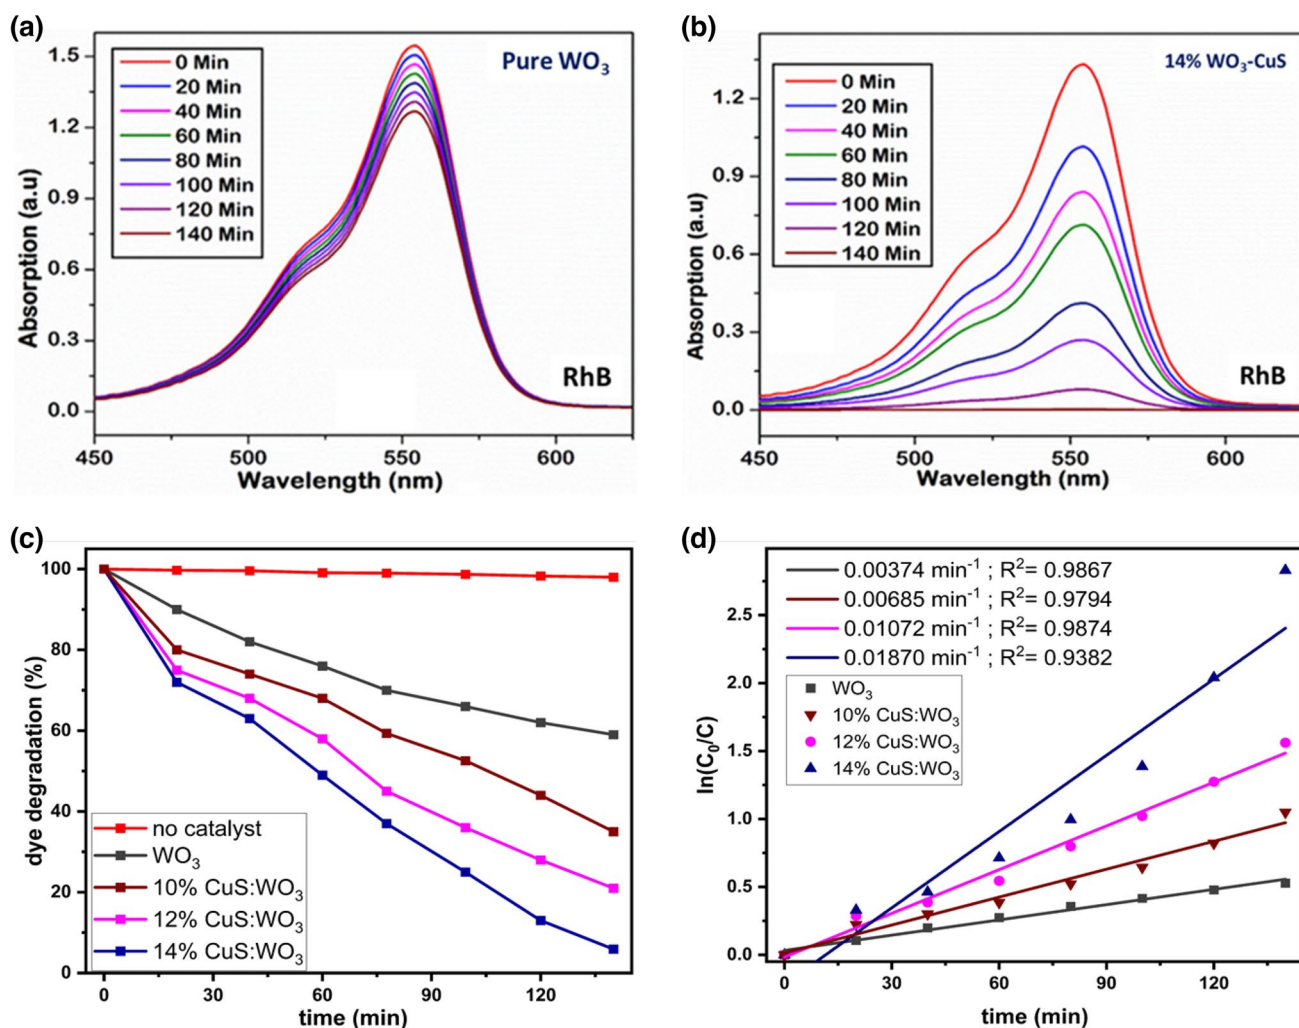 (a)
Pure WO₃
0 Min
20 Min
40 Min
60 Min
80 Min
100 Min
120 Min
140 Min
RhB
Absorption (a.u)
1.5
1.2
0.9
0.6
0.3
0.0
450 500 550 600
Wavelength (nm)
(b)
14% WO₃-CuS
0 Min
20 Min
40 Min
60 Min
80 Min
100 Min
120 Min
140 Min
RhB
Absorption (a.u)
1.2
0.9
0.6
0.3
0.0
450 500 550 600
Wavelength (nm)
(c)
dye degradation (%)
100
80
60
40
20
0
no catalyst
WO₃
10% CuS:WO₃
12% CuS:WO₃
14% CuS:WO₃
0 30 60 90 120
time (min)
(d)
0.00374 min⁻¹ ; R²= 0.9867
0.00685 min⁻¹ ; R²= 0.9794
0.01072 min⁻¹ ; R²= 0.9874
0.01870 min⁻¹ ; R²= 0.9382
WO₃
10% CuS:WO₃
12% CuS:WO₃
14% CuS:WO₃
ln(C₀/C)
2.5
2.0
1.5
1.0
0.5
0.0
0 30 60 90 120
time (min)